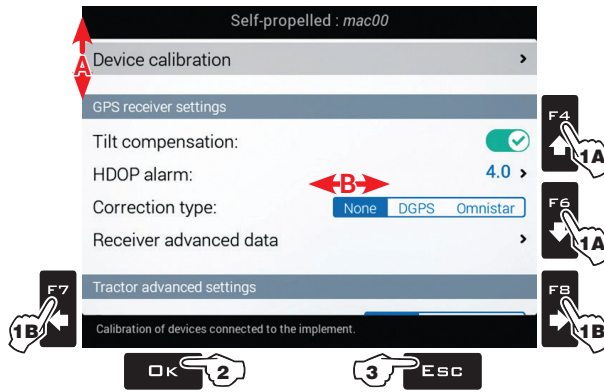 Self-propelled : mac00
A
Device calibration
GPS receiver settings
F4
Tilt compensation:
1A
HDOP alarm: 4.0
B
Correction type: None DGPS Omnistar
F6
Receiver advanced data
1A
F7
Tractor advanced settings
F8
1B
Calibration of devices connected to the implement.
1B
OK
2
3
ESC